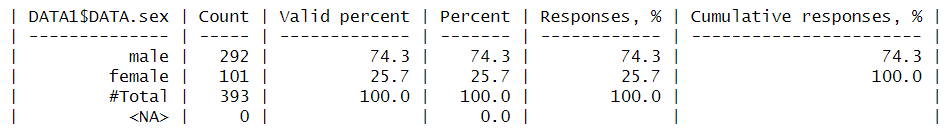 | DATA1$DATA.sex | Count | Valid percent | Percent | Responses, % | Cumulative responses, % |
| -------------- | ----- | ------------- | ------- | ------------ | ----------------------- |
|           male |   292 |          74.3 |    74.3 |         74.3 |                    74.3 |
|         female |   101 |          25.7 |    25.7 |         25.7 |                   100.0 |
|         #Total |   393 |         100.0 |   100.0 |        100.0 |                         |
|           <NA> |     0 |               |     0.0 |              |                         |